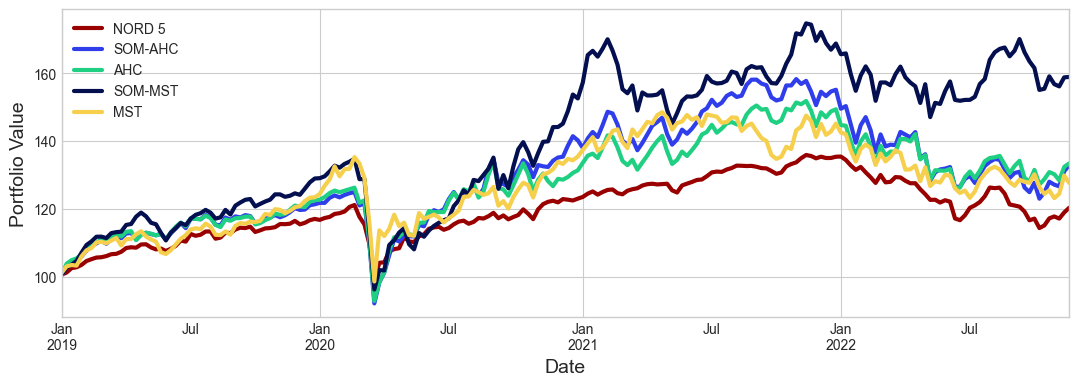 Portfolio Value
160
140
120
100
NORD 5
SOM-AHC
AHC
SOM-MST
MST
Jan Jul Jan Jul Jan Jul Jan Jul
2019 2020 2021 2022
Date